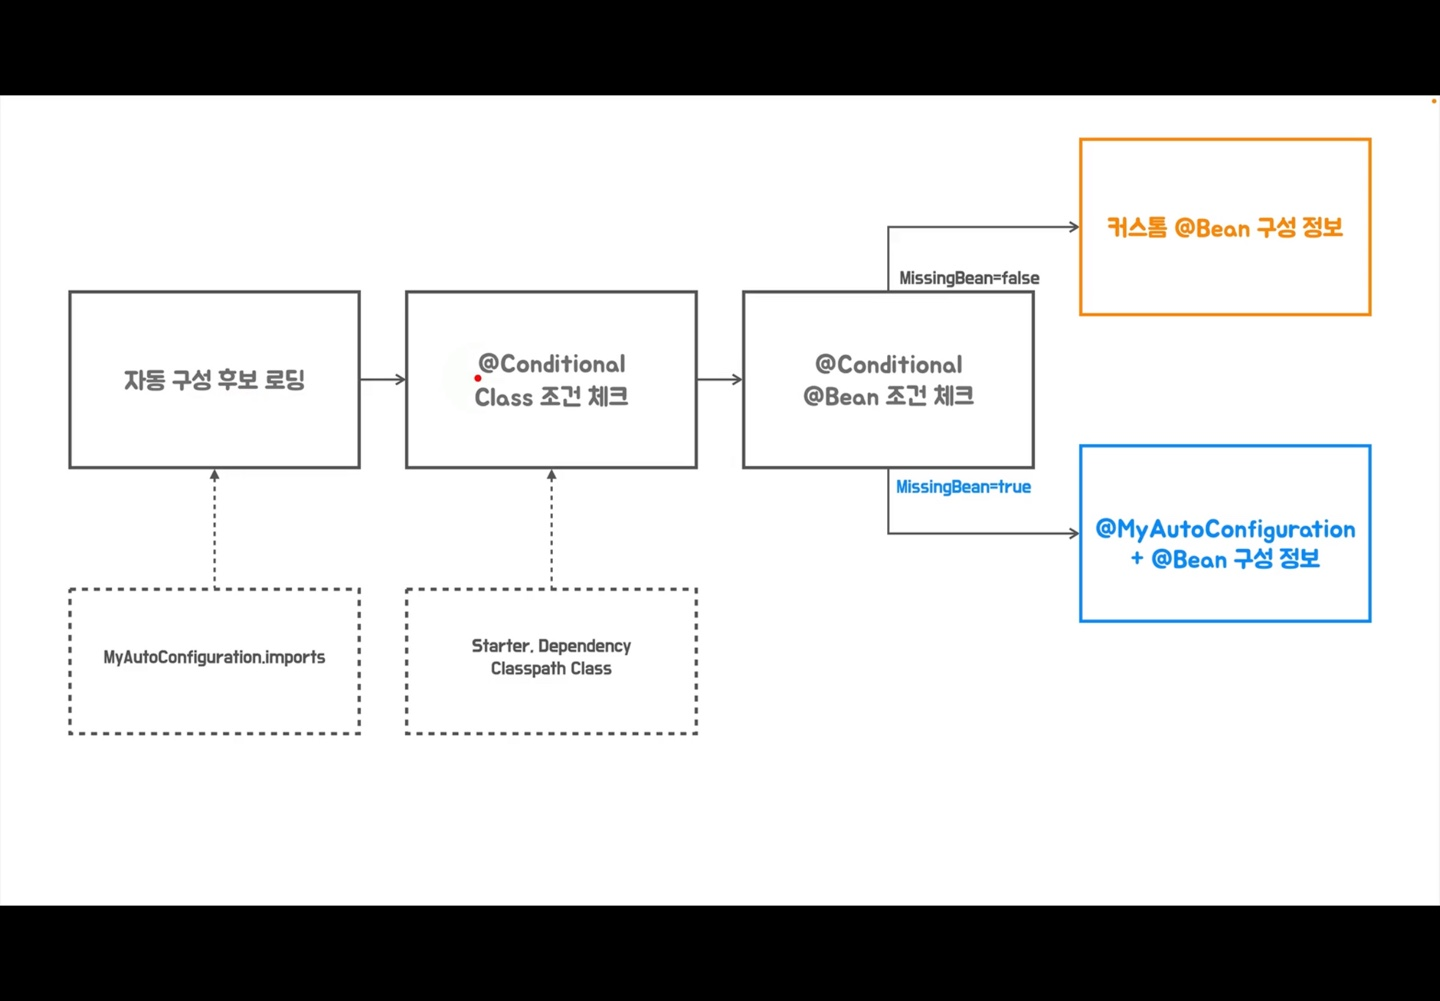 커스톰 @Bean 구성 정보
MissingBean=false
자동 구성 후보 로딩
@Conditional
Class 조건 체크
@Conditional
@Bean 조건 체크
MissingBean=true
@MyAutoConfiguration
+ @Bean 구성 정보
MyAutoConfiguration.imports
Starter, Dependency
Classpath Class